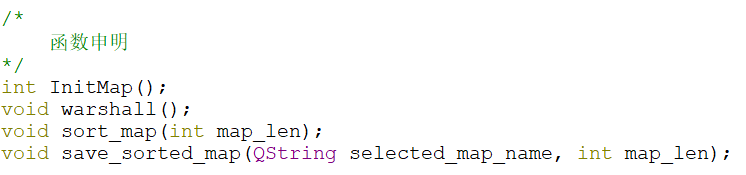 /*
函数申明
*/
int InitMap();
void warshall();
void sort_map(int map_len);
void save_sorted_map(QString selected_map_name, int map_len);